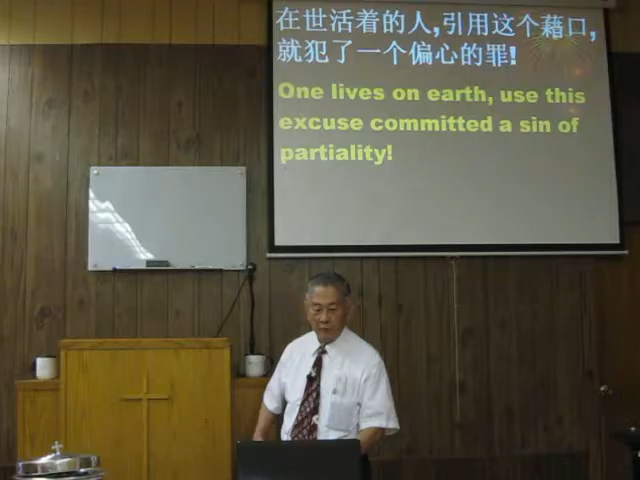 在世活着的人,引用这个藉口,
就犯了一个偏心的罪!
One lives on earth, use this
excuse committed a sin of
partiality!